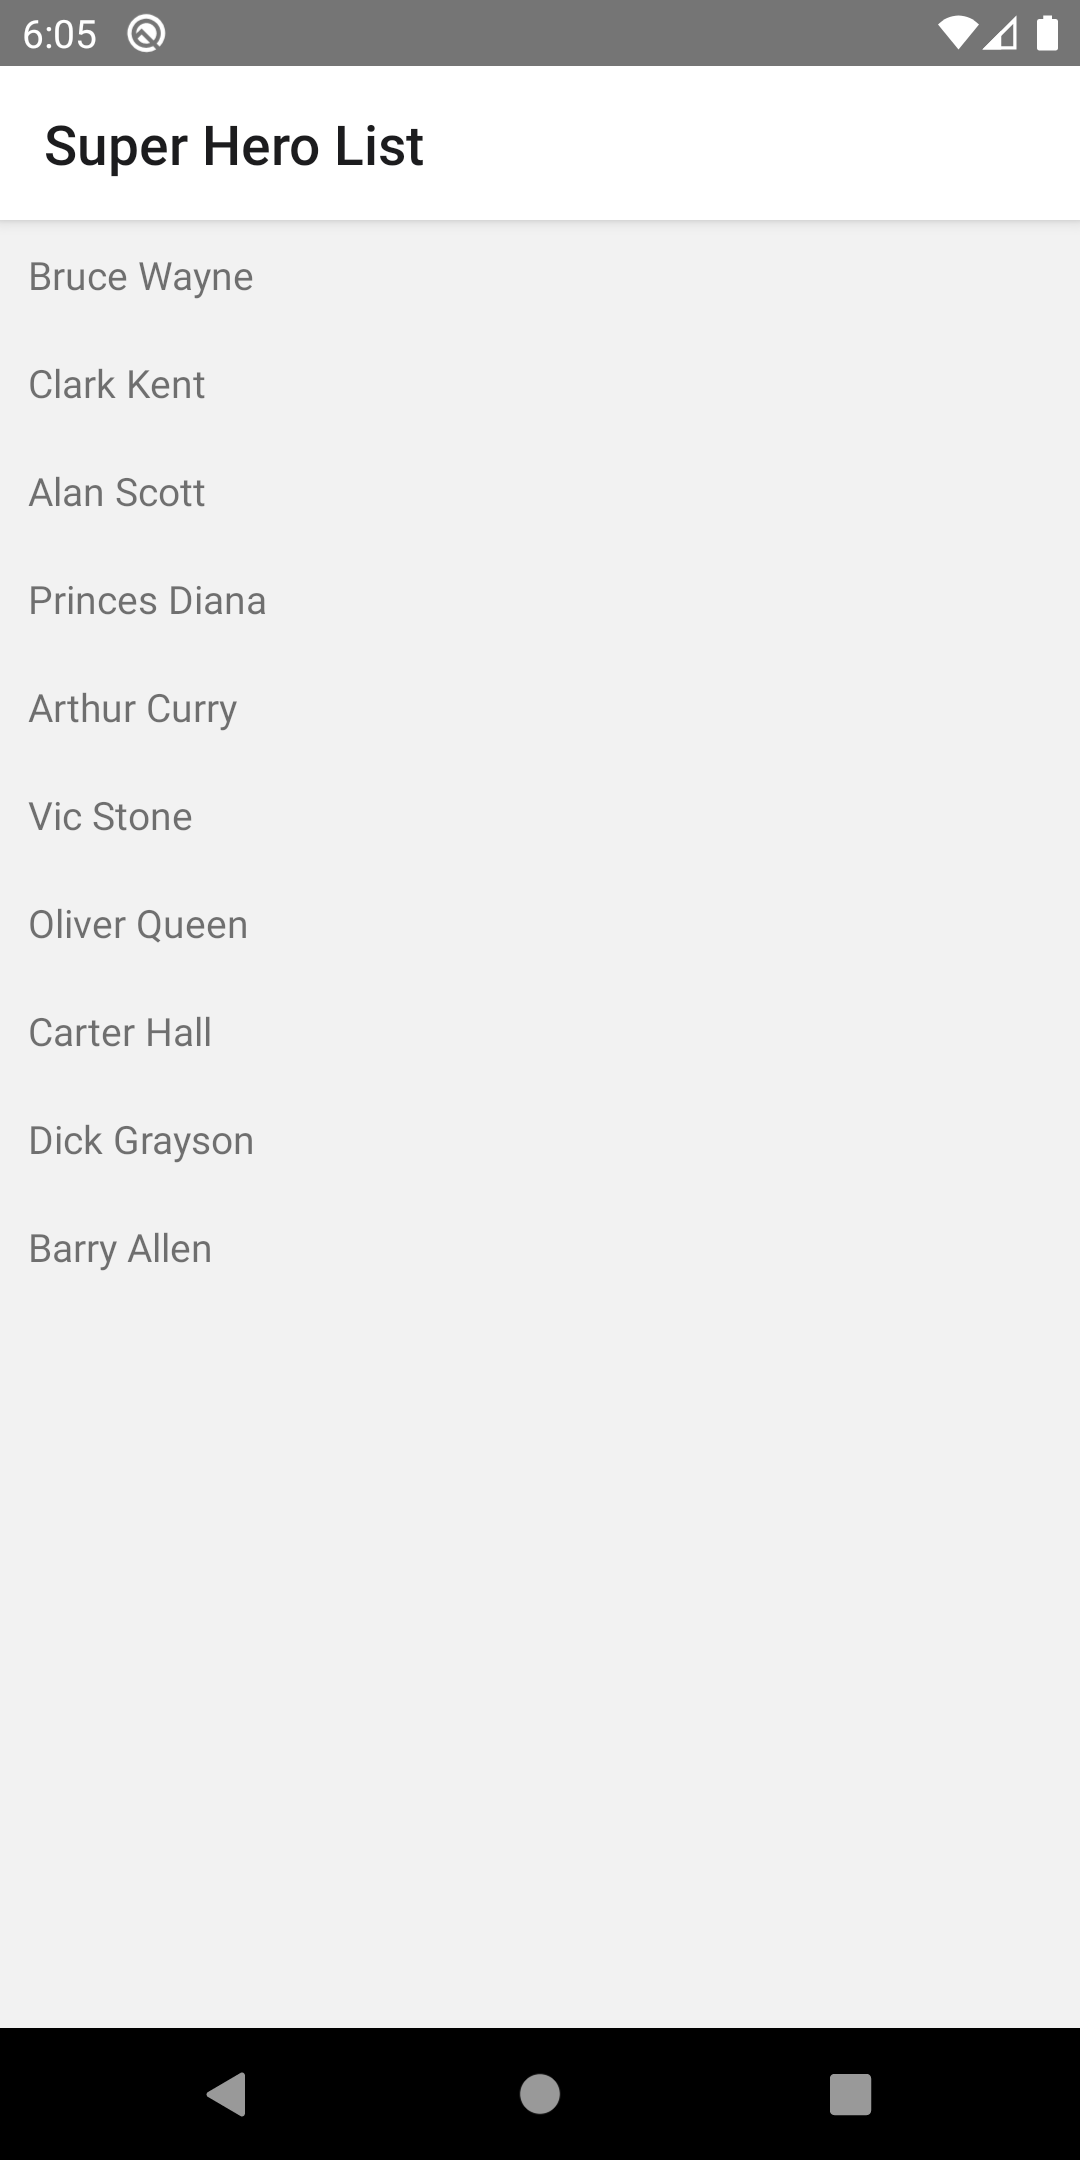 6:05
Super Hero List
Bruce Wayne
Clark Kent
Alan Scott
Princes Diana
Arthur Curry
Vic Stone
Oliver Queen
Carter Hall
Dick Grayson
Barry Allen